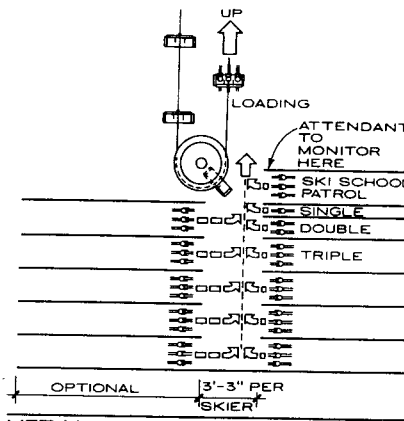 UP
LOADING
ATTENDANT
TO
MONITOR
HERE
SKI SCHOOL
PATROL
SINGLE
DOUBLE
TRIPLE
OPTIONAL
3'-3" PER
SKIER